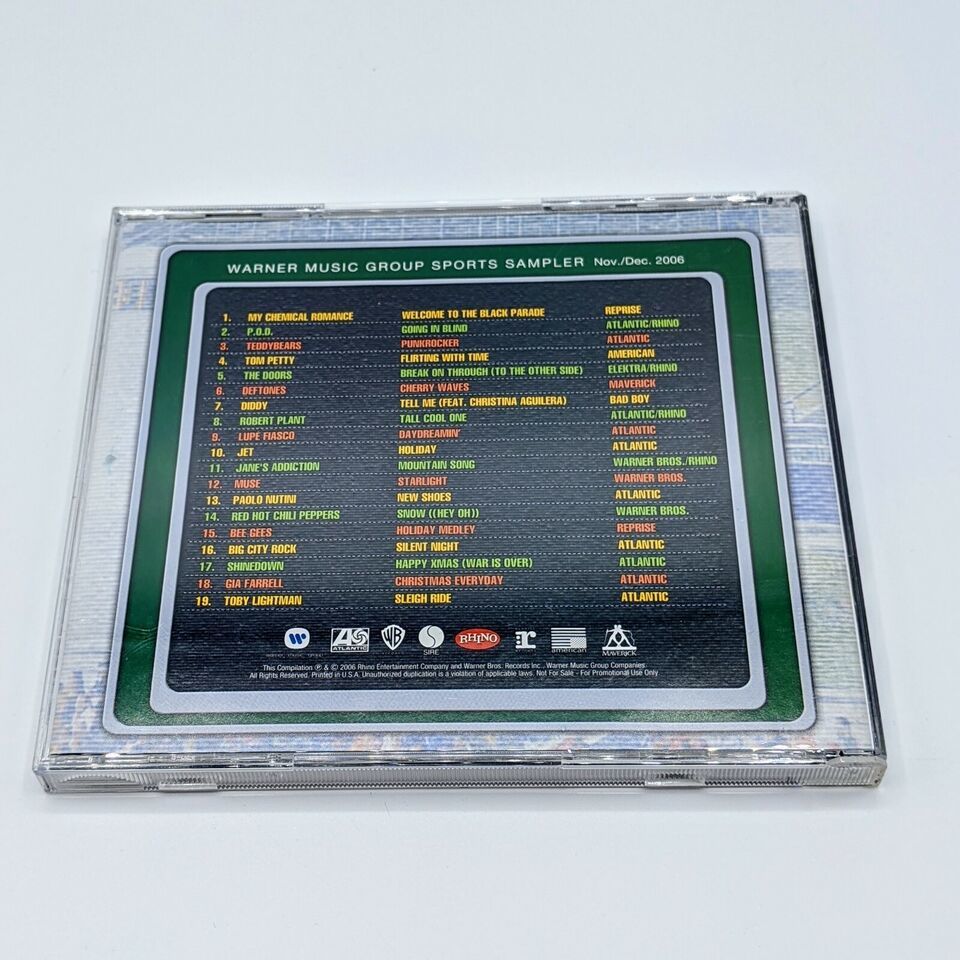 WARNER MUSIC GROUP SPORTS SAMPLER Nov./Dec. 2006
1. MY CHEMICAL ROMANCE WELCOME TO THE BLACK PARADE REPRISE
2. P.O.D. GOING IN BLIND ATLANTIC/RHINO
3. TEDDYBEARS PUNKROCKER ATLANTIC
4. TOM PETTY FLIRTING WITH TIME AMERICAN
5. THE DOORS BREAK ON THROUGH (TO THE OTHER SIDE) ELEKTRA/RHINO
6. DEFTONES CHERRY WAVES MAVERICK
7. DIDDY TELL ME (FEAT. CHRISTINA AGUILERA) BAD BOY
8. ROBERT PLANT TALL COOL ONE ATLANTIC/RHINO
9. LUPE FIASCO DAYDREAMIN' ATLANTIC
10. JET HOLIDAY ATLANTIC
11. JANE'S ADDICTION MOUNTAIN SONG WARNER BROS./RHINO
12. MUSE STARLIGHT WARNER BROS.
13. PAOLO NUTINI NEW SHOES ATLANTIC
14. RED HOT CHILI PEPPERS SNOW ((HEY OH)) WARNER BROS.
15. BEE GEES HOLIDAY MEDLEY REPRISE
16. BIG CITY ROCK SILENT NIGHT ATLANTIC
17. SHINEDOWN HAPPY XMAS (WAR IS OVER) ATLANTIC
18. GIA FARRELL CHRISTMAS EVERYDAY ATLANTIC
19. TOBY LIGHTMAN SLEIGH RIDE ATLANTIC
ATLANTIC WB SIRE RHINO r american MAVERICK
This Compilation ℗ & © 2006 Rhino Entertainment Company and Warner Bros. Records Inc., Warner Music Group Companies.
All Rights Reserved. Printed in U.S.A. Unauthorized duplication is a violation of applicable laws. Not For Sale - For Promotional Use Only